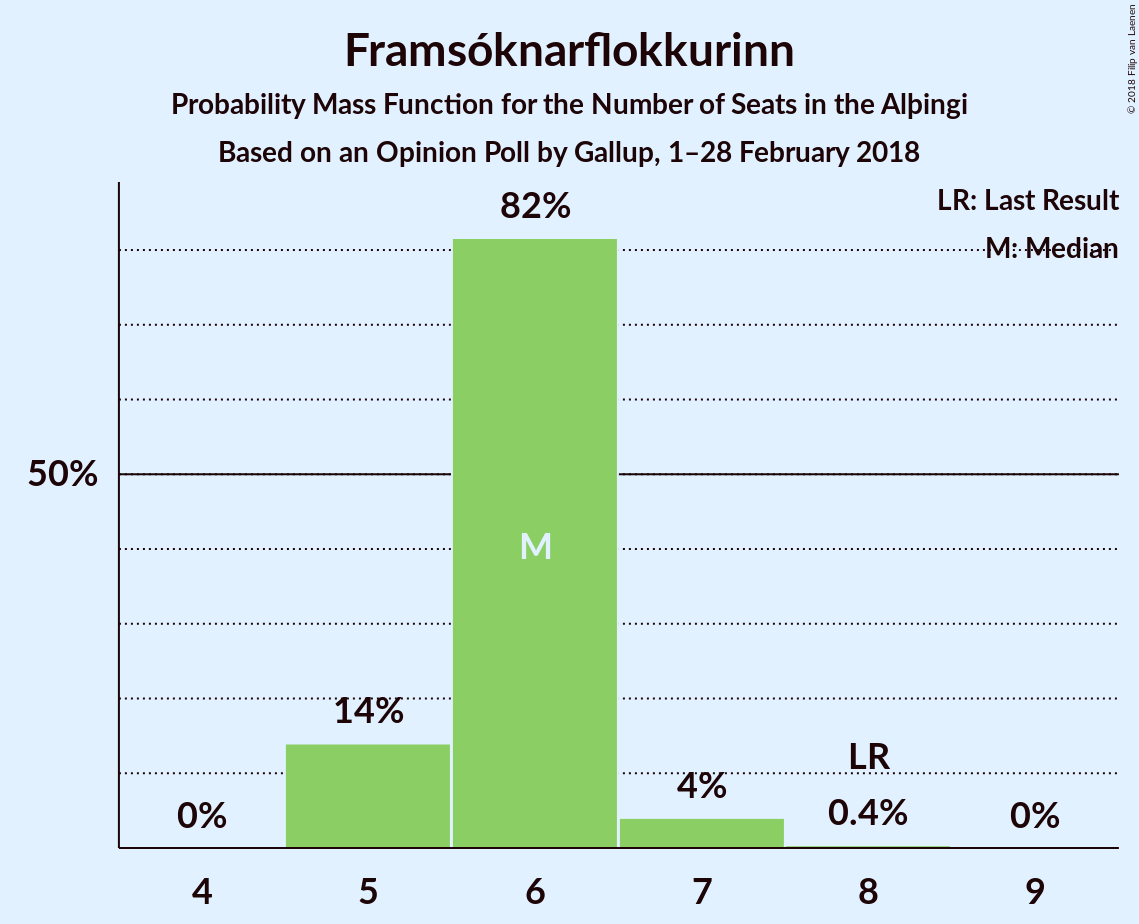 Framsóknarflokkurinn
Probability Mass Function for the Number of Seats in the Alþingi
Based on an Opinion Poll by Gallup, 1–28 February 2018
© 2018 Filip van Laenen
LR: Last Result
M: Median
82%
50%
M
14%
LR
4%
0%
0.4%
0%
4 5 6 7 8 9